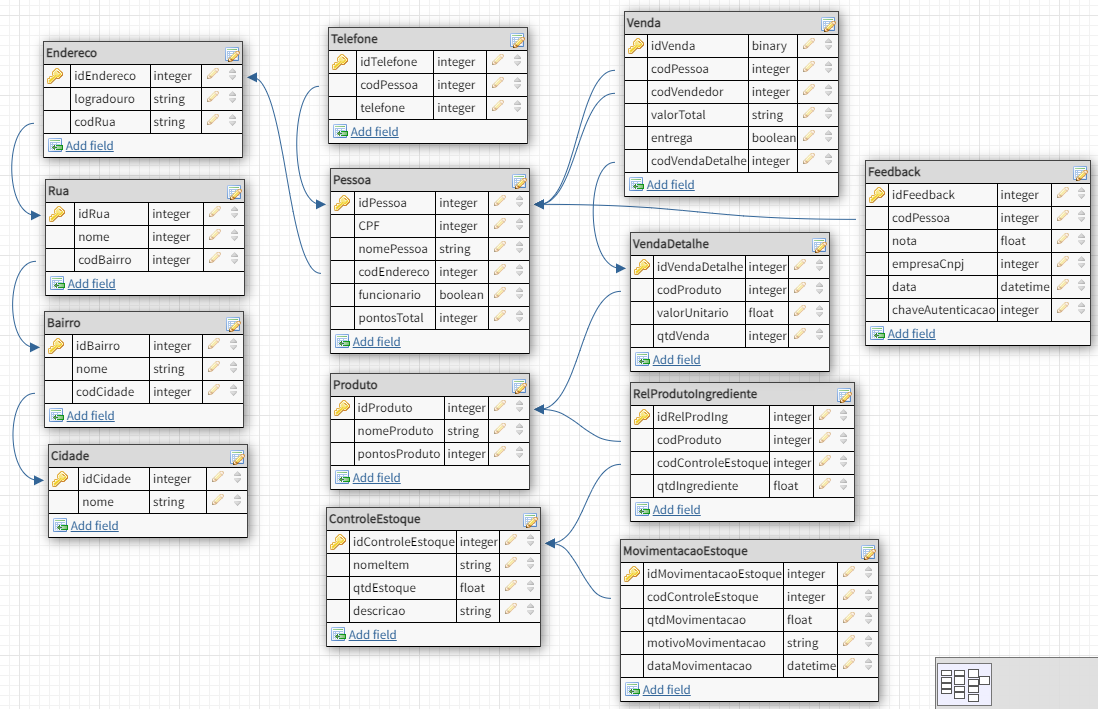 Endereco
idEndereco integer
logradouro string
codRua string
Add field
Rua
idRua integer
nome integer
codBairro integer
Add field
Bairro
idBairro integer
nome string
codCidade integer
Add field
Cidade
idCidade integer
nome string
Add field
Telefone
idTelefone integer
codPessoa integer
telefone integer
Add field
Pessoa
idPessoa integer
CPF integer
nomePessoa string
codEndereco integer
funcionario boolean
pontosTotal integer
Add field
Produto
idProduto integer
nomeProduto string
pontosProduto integer
Add field
ControleEstoque
idControleEstoque integer
nomeItem string
qtdEstoque float
descricao string
Add field
Venda
idVenda binary
codPessoa integer
codVendedor integer
valorTotal string
entrega boolean
codVendaDetalhe integer
Add field
VendaDetalhe
idVendaDetalhe integer
codProduto integer
valorUnitario float
qtdVenda integer
Add field
RelProdutoIngrediente
idRelProdIng integer
codProduto integer
codControleEstoque integer
qtdIngrediente float
Add field
MovimentacaoEstoque
idMovimentacaoEstoque integer
codControleEstoque integer
qtdMovimentacao float
motivoMovimentacao string
dataMovimentacao datetime
Add field
Feedback
idFeedback integer
codPessoa integer
nota float
empresaCnpj integer
data datetime
chaveAutenticacao integer
Add field